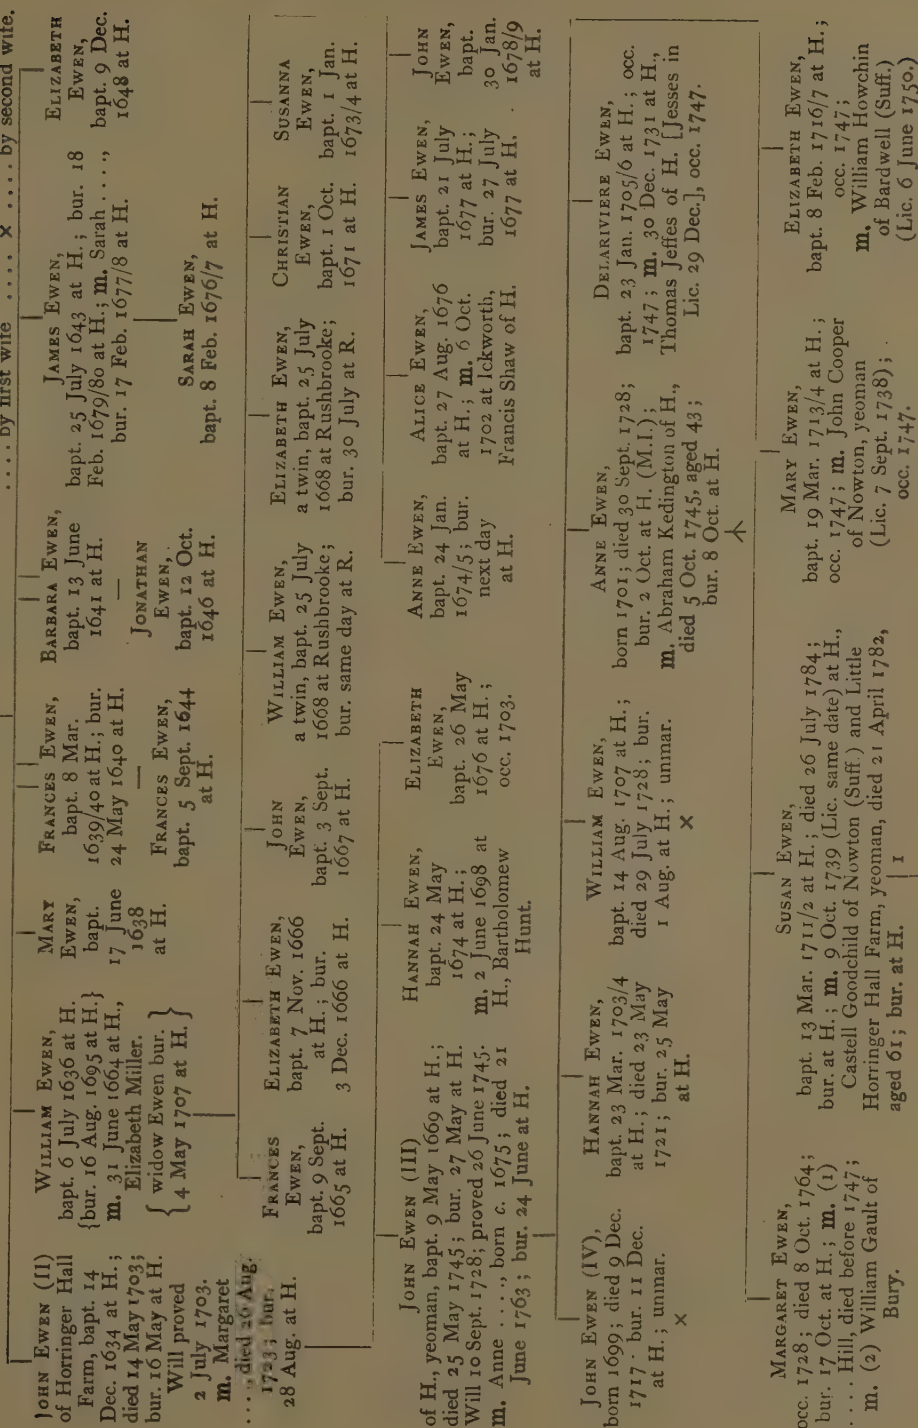 .... by first wife .... × .... by second wife.
JOHN EWEN (II)
of Horringer Hall
Farm, bapt. 14
Dec. 1634 at H.;
died 14 May 1703;
bur. 16 May at H.
Will proved
2 July 1703.
m. Margaret
...., died 26 Aug.
1723; bur.
28 Aug. at H.
WILLIAM EWEN,
bapt. 6 July 1636 at H.
{bur. 16 Aug. 1695 at H.}
m. 31 June 1664 at H.,
Elizabeth Miller.
{ widow Ewen bur. }
{ 4 May 1707 at H. }
MARY
EWEN,
bapt.
17 June
1638
at H.
FRANCES EWEN,
bapt. 8 Mar.
1639/40 at H.; bur.
24 May 1640 at H.
—
FRANCES EWEN,
bapt. 5 Sept. 1644
at H.
BARBARA EWEN,
bapt. 13 June
1641 at H.
—
JONATHAN
EWEN,
bapt. 12 Oct.
1646 at H.
JAMES EWEN,
bapt. 25 July 1643 at H.; bur. 18
Feb. 1679/80 at H.; m. Sarah ....,
bur. 17 Feb. 1677/8 at H.
SARAH EWEN,
bapt. 8 Feb. 1676/7 at H.
ELIZABETH
EWEN,
bapt. 9 Dec.
1648 at H.
FRANCES
EWEN,
bapt. 9 Sept.
1665 at H.
ELIZABETH EWEN,
bapt. 7 Nov. 1666
at H.; bur.
3 Dec. 1666 at H.
JOHN
EWEN,
bapt. 3 Sept.
1667 at H.
WILLIAM EWEN,
a twin, bapt. 25 July
1668 at Rushbrooke;
bur. same day at R.
ELIZABETH EWEN,
a twin, bapt. 25 July
1668 at Rushbrooke;
bur. 30 July at R.
CHRISTIAN
EWEN,
bapt. 1 Oct.
1671 at H.
SUSANNA
EWEN,
bapt. 1 Jan.
1673/4 at H.
JOHN EWEN (III)
of H., yeoman, bapt. 9 May 1669 at H.;
died 25 May 1745; bur. 27 May at H.
Will 10 Sept. 1728; proved 26 June 1745.
m. Anne ...., born c. 1675; died 21
June 1763; bur. 24 June at H.
HANNAH EWEN,
bapt. 24 May
1674 at H.;
m. 2 June 1698 at
H., Bartholomew
Hunt.
ELIZABETH
EWEN,
bapt. 26 May
1676 at H.;
occ. 1703.
ANNE EWEN,
bapt. 24 Jan.
1674/5; bur.
next day
at H.
ALICE EWEN,
bapt. 27 Aug. 1676
at H.; m. 6 Oct.
1702 at Ickworth,
Francis Shaw of H.
JAMES EWEN,
bapt. 21 July
1677 at H.;
bur. 27 July
1677 at H.
JOHN
EWEN,
bapt.
30 Jan.
1678/9
at H.
JOHN EWEN (IV),
born 1699; died 9 Dec.
1717; bur. 11 Dec.
at H.; unmar.
×
HANNAH EWEN,
bapt. 23 Mar. 1703/4
at H.; died 23 May
1721; bur. 25 May
at H.
WILLIAM EWEN,
bapt. 14 Aug. 1707 at H.;
died 29 July 1728; bur.
1 Aug. at H.; unmar.
×
ANNE EWEN,
born 1701; died 30 Sept. 1728;
bur. 2 Oct. at H. (M.I.);
m. Abraham Kedington of H.,
died 5 Oct. 1745, aged 43;
bur. 8 Oct. at H.
DELARIVIERE EWEN,
bapt. 23 Jan. 1705/6 at H.; occ.
1747; m. 30 Dec. 1731 at H.,
Thomas Jeffes of H. [Jesses in
Lic. 29 Dec.], occ. 1747.
MARGARET EWEN,
occ. 1728; died 8 Oct. 1764;
bur. 17 Oct. at H.; m. (1)
.... Hill, died before 1747;
m. (2) William Gault of
Bury.
SUSAN EWEN,
bapt. 13 Mar. 1711/2 at H.; died 26 July 1784;
bur. at H.; m. 9 Oct. 1739 (Lic. same date) at H.,
Castell Goodchild of Nowton (Suff.) and Little
Horringer Hall Farm, yeoman, died 21 April 1782,
aged 61; bur. at H.
1
MARY EWEN,
bapt. 19 Mar. 1713/4 at H.;
occ. 1747; m. John Cooper
of Nowton, yeoman
(Lic. 7 Sept. 1738);
occ. 1747.
ELIZABETH EWEN,
bapt. 8 Feb. 1716/7 at H.;
occ. 1747;
m. William Howchin
of Bardwell (Suff.)
(Lic. 6 June 1750.)